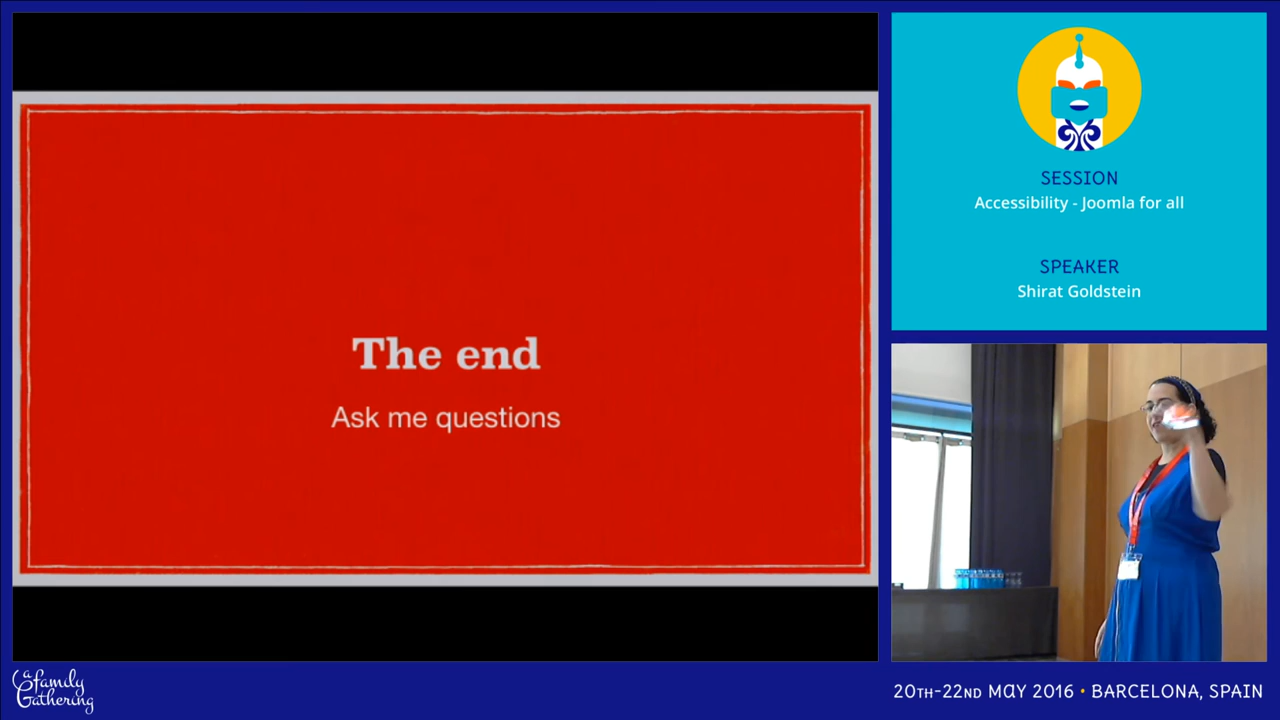 The end
Ask me questions
SESSION
Accessibility - Joomla for all
SPEAKER
Shirat Goldstein
a family
Gathering
20TH-22ND MAY 2016 • BARCELONA, SPAIN